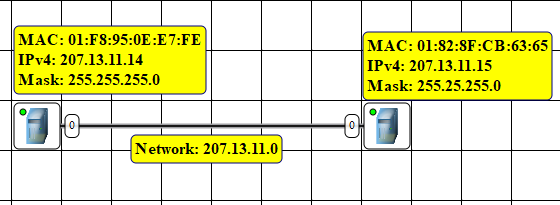 MAC: 01:F8:95:0E:E7:FE
IPv4: 207.13.11.14
Mask: 255.255.255.0
MAC: 01:82:8F:CB:63:65
IPv4: 207.13.11.15
Mask: 255.25.255.0
0
0
Network: 207.13.11.0